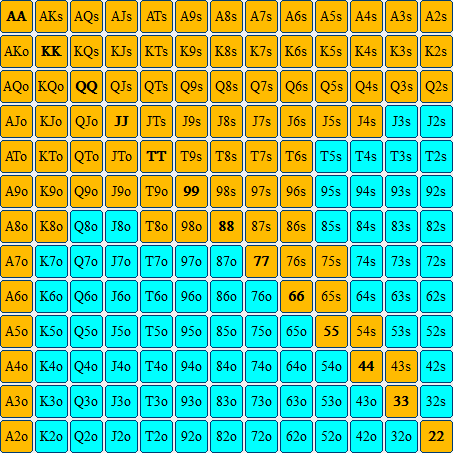 AA AKs AQs AJs ATs A9s A8s A7s A6s A5s A4s A3s A2s
AKo KK KQs KJs KTs K9s K8s K7s K6s K5s K4s K3s K2s
AQo KQo QQ QJs QTs Q9s Q8s Q7s Q6s Q5s Q4s Q3s Q2s
AJo KJo QJo JJ JTs J9s J8s J7s J6s J5s J4s J3s J2s
ATo KTo QTo JTo TT T9s T8s T7s T6s T5s T4s T3s T2s
A9o K9o Q9o J9o T9o 99 98s 97s 96s 95s 94s 93s 92s
A8o K8o Q8o J8o T8o 98o 88 87s 86s 85s 84s 83s 82s
A7o K7o Q7o J7o T7o 97o 87o 77 76s 75s 74s 73s 72s
A6o K6o Q6o J6o T6o 96o 86o 76o 66 65s 64s 63s 62s
A5o K5o Q5o J5o T5o 95o 85o 75o 65o 55 54s 53s 52s
A4o K4o Q4o J4o T4o 94o 84o 74o 64o 54o 44 43s 42s
A3o K3o Q3o J3o T3o 93o 83o 73o 63o 53o 43o 33 32s
A2o K2o Q2o J2o T2o 92o 82o 72o 62o 52o 42o 32o 22